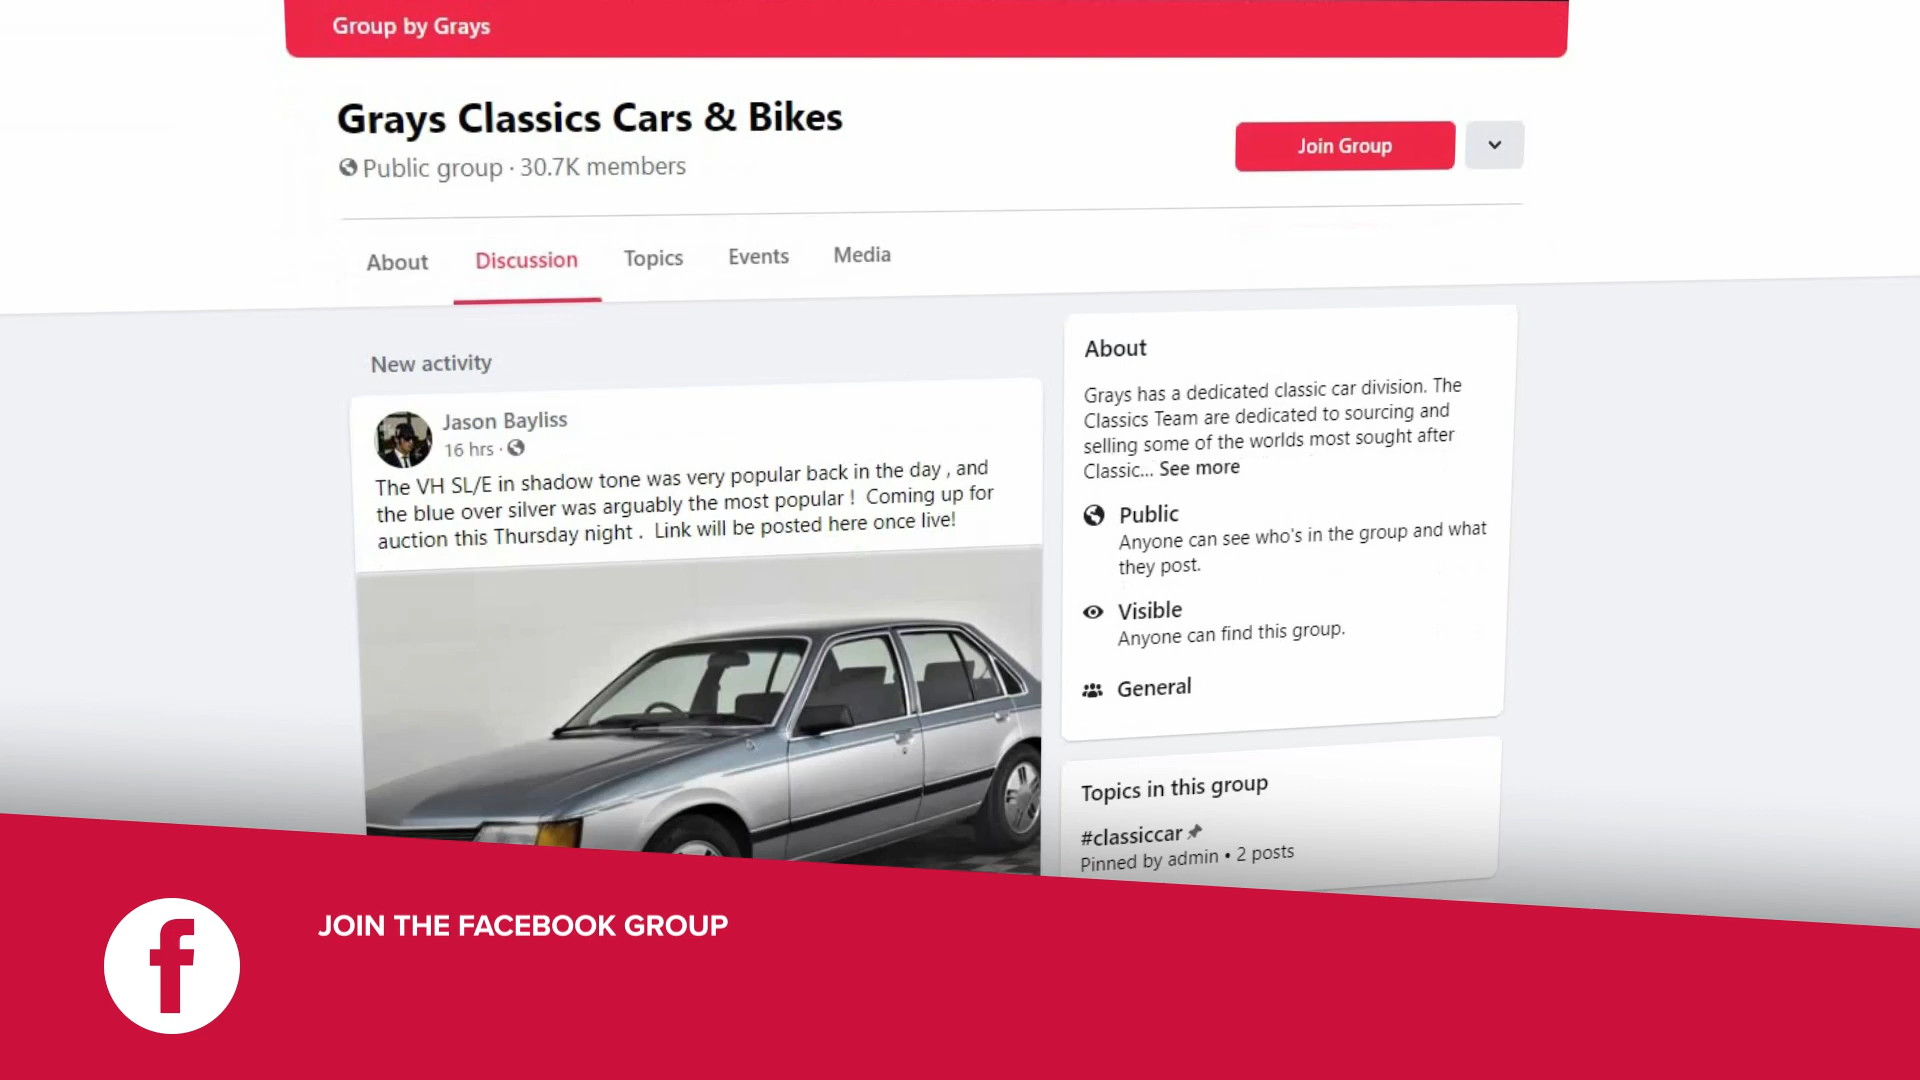 Group by Grays
Grays Classics Cars & Bikes
Public group · 30.7K members
Join Group
About
Discussion
Topics
Events
Media
New activity
Jason Bayliss
16 hrs ·
The VH SL/E in shadow tone was very popular back in the day , and
the blue over silver was arguably the most popular !  Coming up for
auction this Thursday night .  Link will be posted here once live!
About
Grays has a dedicated classic car division. The
Classics Team are dedicated to sourcing and
selling some of the worlds most sought after
Classic... See more
Public
Anyone can see who's in the group and what
they post.
Visible
Anyone can find this group.
General
Topics in this group
#classiccar
Pinned by admin • 2 posts
JOIN THE FACEBOOK GROUP